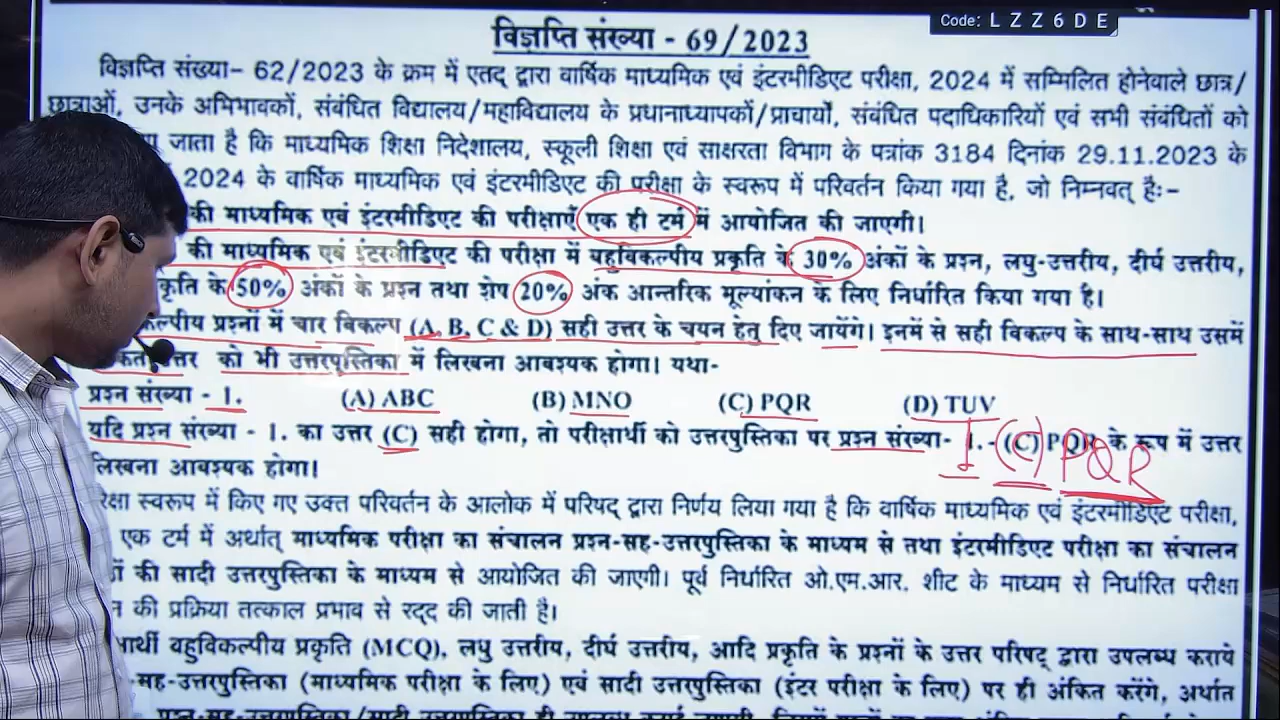 Code: L Z Z 6 D E
विज्ञप्ति संख्या - 69/2023
विज्ञप्ति संख्या– 62/2023 के क्रम में एतद् द्वारा वार्षिक माध्यमिक एवं इंटरमीडिएट परीक्षा, 2024 में सम्मिलित होनेवाले छात्र/
छात्राओं, उनके अभिभावकों, संबंधित विद्यालय/महाविद्यालय के प्रधानाध्यापकों/प्राचार्यों, संबंधित पदाधिकारियों एवं सभी संबंधितों को
जाता है कि माध्यमिक शिक्षा निदेशालय, स्कूली शिक्षा एवं साक्षरता विभाग के पत्रांक 3184 दिनांक 29.11.2023 के
2024 के वार्षिक माध्यमिक एवं इंटरमीडिएट की परीक्षा के स्वरूप में परिवर्तन किया गया है, जो निम्नवत् हैः–
की माध्यमिक एवं इंटरमीडिएट की परीक्षाऐं एक ही टर्म में आयोजित की जाएगी।
की माध्यमिक एवं इंटरमीडिएट की परीक्षा में बहुविकल्पीय प्रकृति के 30% अंकों के प्रश्न, लघु-उत्तरीय, दीर्घ उत्तरीय,
के 50% अंकों के प्रश्न तथा शेष 20% अंक आन्तरिक मूल्यांकन के लिए निर्धारित किया गया है।
प्रश्नों में चार विकल्प (A, B, C & D) सही उत्तर के चयन हेतु दिए जायेंगे। इनमें से सही विकल्प के साथ-साथ उसमें
को भी उत्तरपुस्तिका में लिखना आवश्यक होगा। यथा-
प्रश्न संख्या - 1. (A) ABC (B) MNO (C) PQR (D) TUV
यदि प्रश्न संख्या - 1. का उत्तर (C) सही होगा, तो परीक्षार्थी को उत्तरपुस्तिका पर प्रश्न संख्या- 1. - (C) PQR के रूप में उत्तर
1 (C) PQR
लिखना आवश्यक होगा।
स्वरूप में किए गए उक्त परिवर्तन के आलोक में परिषद् द्वारा निर्णय लिया गया है कि वार्षिक माध्यमिक एवं इंटरमीडिएट परीक्षा,
एक टर्म में अर्थात् माध्यमिक परीक्षा का संचालन प्रश्न-सह-उत्तरपुस्तिका के माध्यम से तथा इंटरमीडिएट परीक्षा का संचालन
की सादी उत्तरपुस्तिका के माध्यम से आयोजित की जाएगी। पूर्व निर्धारित ओ.एम.आर. शीट के माध्यम से निर्धारित परीक्षा
की प्रक्रिया तत्काल प्रभाव से रद्द की जाती है।
बहुविकल्पीय प्रकृति (MCQ), लघु उत्तरीय, दीर्घ उत्तरीय, आदि प्रकृति के प्रश्नों के उत्तर परिषद् द्वारा उपलब्ध कराये
-सह-उत्तरपुस्तिका (माध्यमिक परीक्षा के लिए) एवं सादी उत्तरपुस्तिका (इंटर परीक्षा के लिए) पर ही अंकित करेंगे, अर्थात